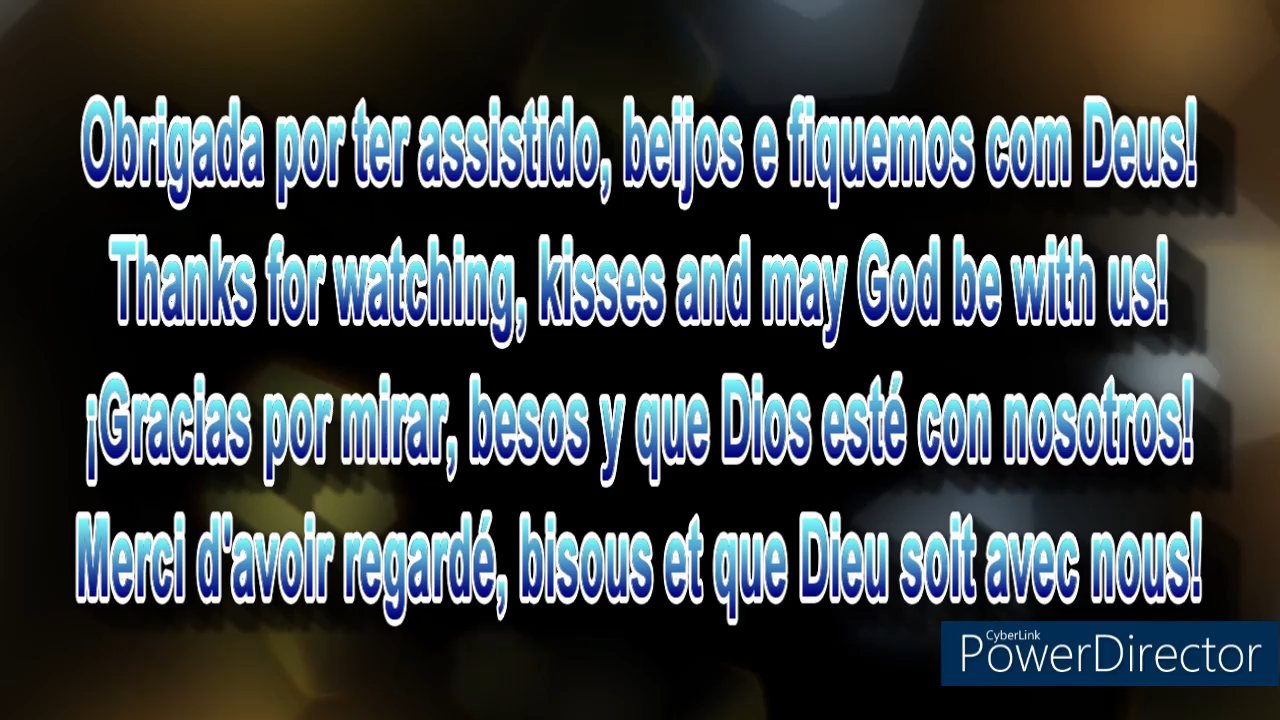 Obrigada por ter assistido, beijos e fiquemos com Deus!
Thanks for watching, kisses and may God be with us!
¡Gracias por mirar, besos y que Dios esté con nosotros!
Merci d'avoir regardé, bisous et que Dieu soit avec nous!
CyberLink
PowerDirector